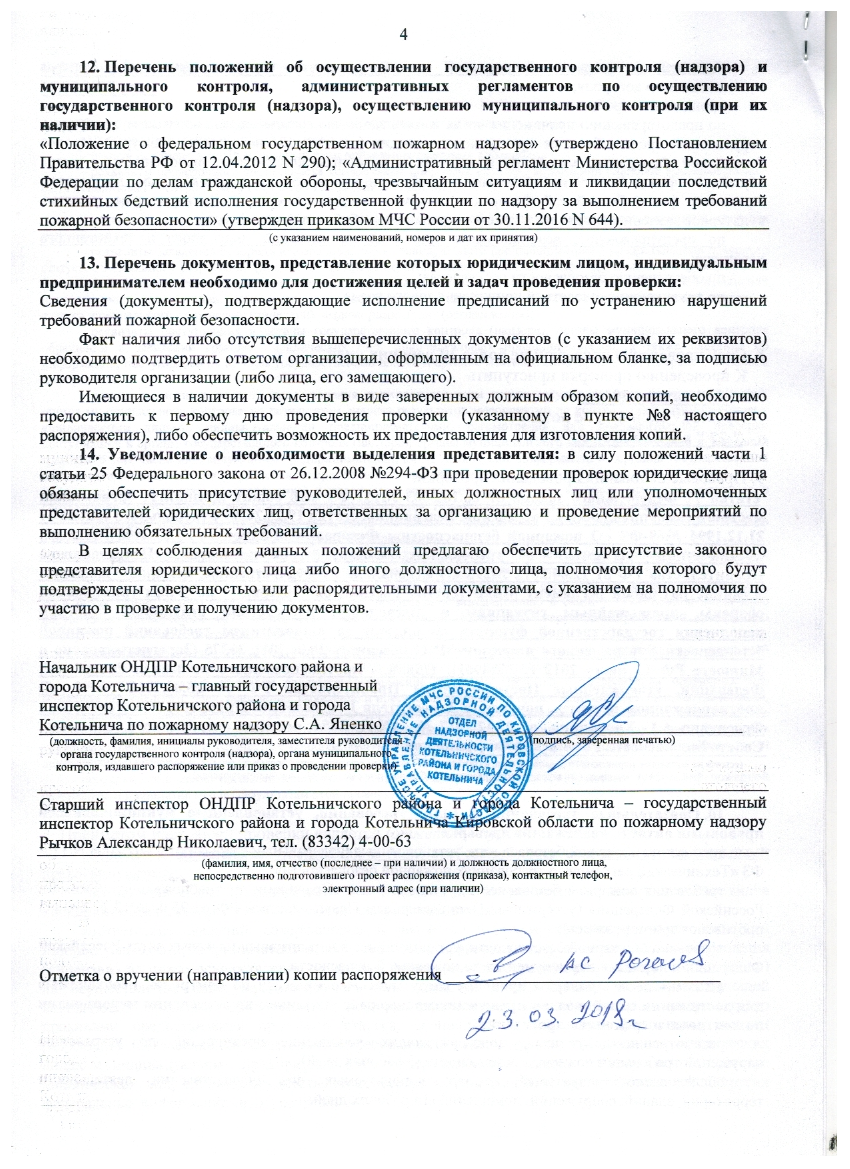 4
12. Перечень положений об осуществлении государственного контроля (надзора) и
муниципального контроля, административных регламентов по осуществлению
государственного контроля (надзора), осуществлению муниципального контроля (при их
наличии):
«Положение о федеральном государственном пожарном надзоре» (утверждено Постановлением
Правительства РФ от 12.04.2012 N 290); «Административный регламент Министерства Российской
Федерации по делам гражданской обороны, чрезвычайным ситуациям и ликвидации последствий
стихийных бедствий исполнения государственной функции по надзору за выполнением требований
пожарной безопасности» (утвержден приказом МЧС России от 30.11.2016 N 644).
(с указанием наименований, номеров и дат их принятия)
13. Перечень документов, представление которых юридическим лицом, индивидуальным
предпринимателем необходимо для достижения целей и задач проведения проверки:
Сведения (документы), подтверждающие исполнение предписаний по устранению нарушений
требований пожарной безопасности.
Факт наличия либо отсутствия вышеперечисленных документов (с указанием их реквизитов)
необходимо подтвердить ответом организации, оформленным на официальном бланке, за подписью
руководителя организации (либо лица, его замещающего).
Имеющиеся в наличии документы в виде заверенных должным образом копий, необходимо
предоставить к первому дню проведения проверки (указанному в пункте №8 настоящего
распоряжения), либо обеспечить возможность их предоставления для изготовления копий.
14. Уведомление о необходимости выделения представителя: в силу положений части 1
статьи 25 Федерального закона от 26.12.2008 №294-ФЗ при проведении проверок юридические лица
обязаны обеспечить присутствие руководителей, иных должностных лиц или уполномоченных
представителей юридических лиц, ответственных за организацию и проведение мероприятий по
выполнению обязательных требований.
В целях соблюдения данных положений предлагаю обеспечить присутствие законного
представителя юридического лица либо иного должностного лица, полномочия которого будут
подтверждены доверенностью или распорядительными документами, с указанием на полномочия по
участию в проверке и получению документов.
Начальник ОНДПР Котельничского района и
города Котельнича – главный государственный
инспектор Котельничского района и города
Котельнича по пожарному надзору С.А. Яненко
(должность, фамилия, инициалы руководителя, заместителя руководителя
органа государственного контроля (надзора), органа муниципального
контроля, издавшего распоряжение или приказ о проведении проверки)
(подпись, заверенная печатью)
ГЛАВНОЕ УПРАВЛЕНИЕ МЧС РОССИИ ПО КИРОВСКОЙ ОБЛАСТИ
УПРАВЛЕНИЕ НАДЗОРНОЙ ДЕЯТЕЛЬНОСТИ
ОТДЕЛ
НАДЗОРНОЙ
ДЕЯТЕЛЬНОСТИ
КОТЕЛЬНИЧСКОГО
РАЙОНА И ГОРОДА
КОТЕЛЬНИЧА
Старший инспектор ОНДПР Котельничского района и города Котельнича – государственный
инспектор Котельничского района и города Котельнича Кировской области по пожарному надзору
Рычков Александр Николаевич, тел. (83342) 4-00-63
(фамилия, имя, отчество (последнее – при наличии) и должность должностного лица,
непосредственно подготовившего проект распоряжения (приказа), контактный телефон,
электронный адрес (при наличии)
Отметка о вручении (направлении) копии распоряжения
23.03.2018г